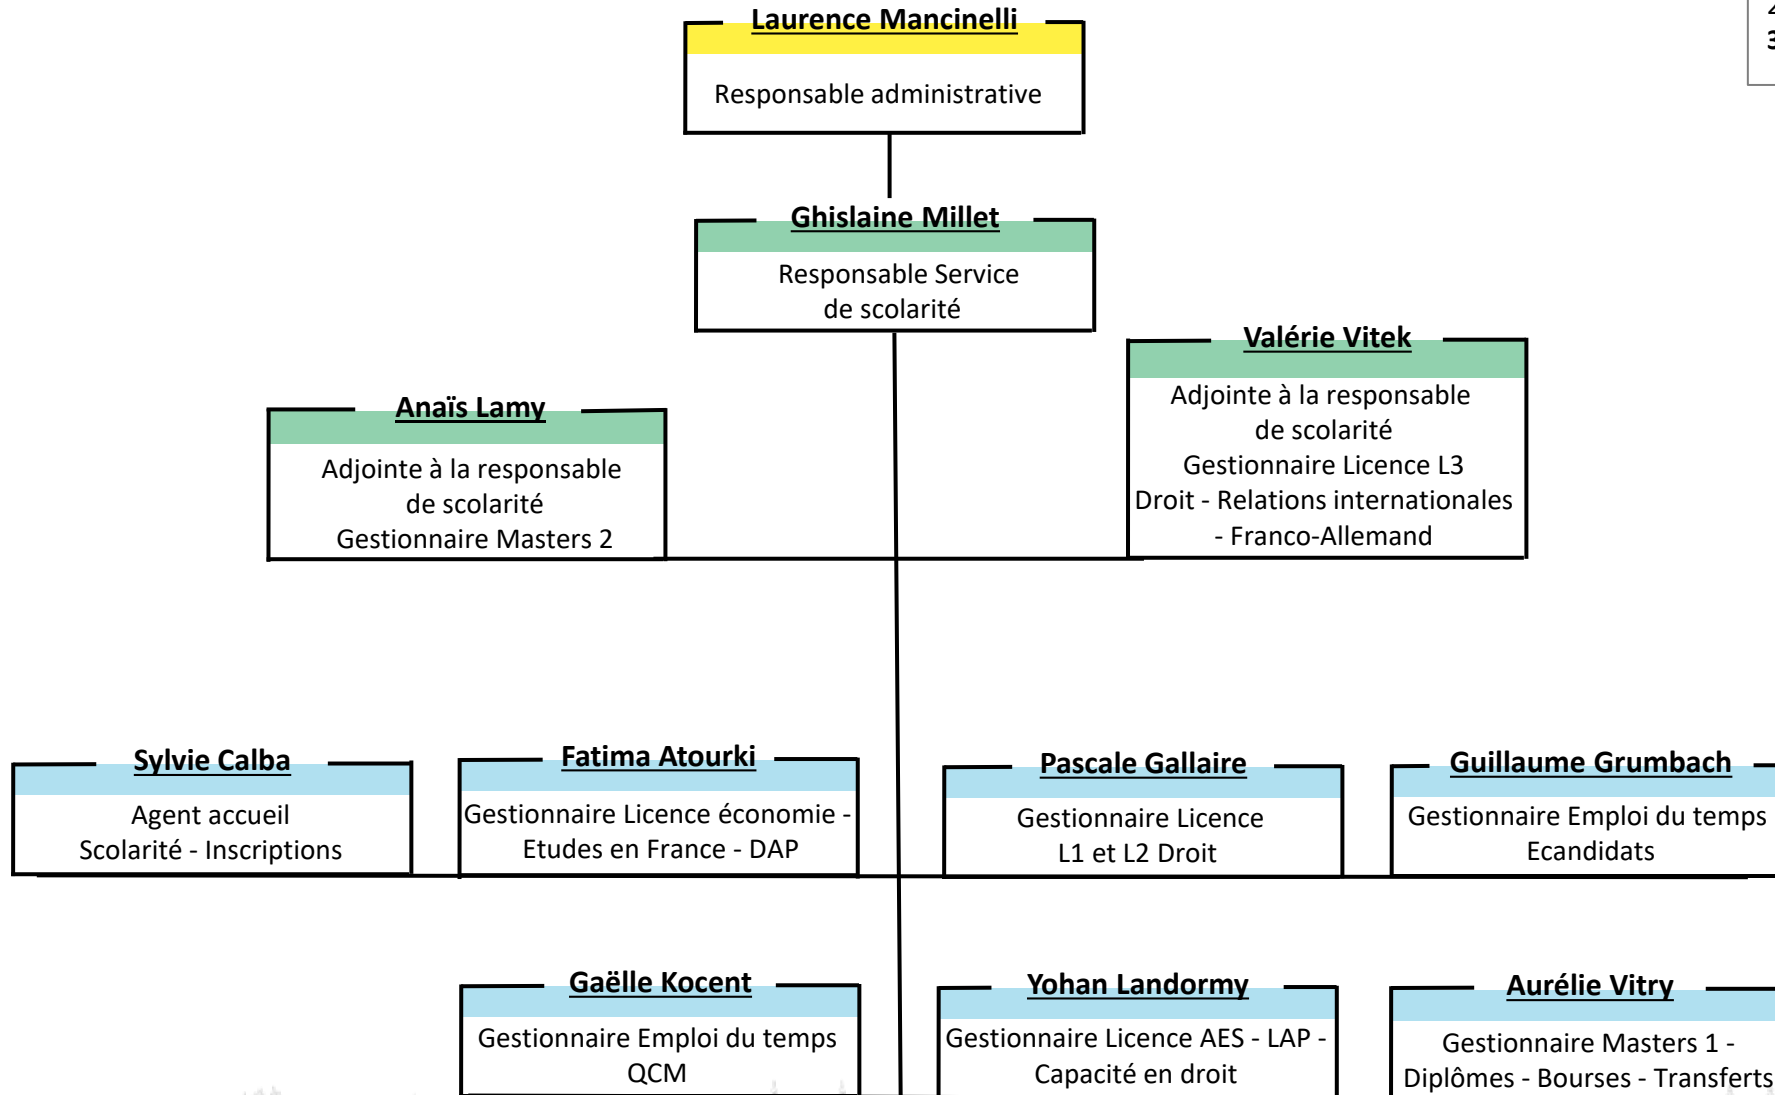 Laurence Mancinelli
Responsable administrative
Ghislaine Millet
Responsable Service
de scolarité
Valérie Vitek
Adjointe à la responsable
de scolarité
Gestionnaire Licence L3
Droit - Relations internationales
- Franco-Allemand
Anaïs Lamy
Adjointe à la responsable
de scolarité
Gestionnaire Masters 2
Sylvie Calba
Agent accueil
Scolarité - Inscriptions
Fatima Atourki
Gestionnaire Licence économie -
Etudes en France - DAP
Pascale Gallaire
Gestionnaire Licence
L1 et L2 Droit
Guillaume Grumbach
Gestionnaire Emploi du temps
Ecandidats
Gaëlle Kocent
Gestionnaire Emploi du temps
QCM
Yohan Landormy
Gestionnaire Licence AES - LAP -
Capacité en droit
Aurélie Vitry
Gestionnaire Masters 1 -
Diplômes - Bourses - Transferts